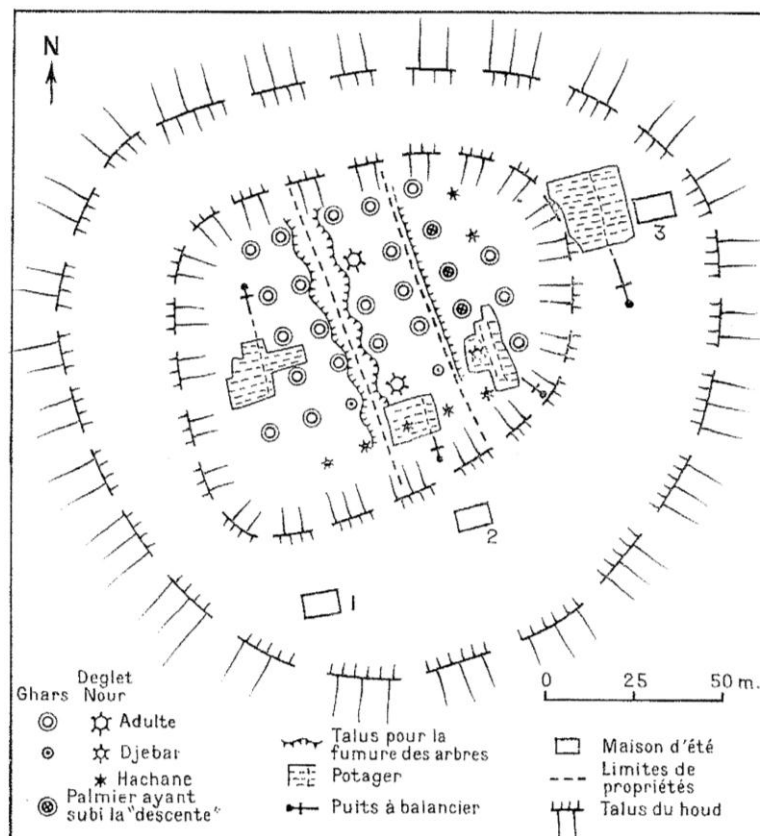 N
3
2
1
Ghars
Deglet
Nour
Adulte
Djebar
Hachane
Palmier ayant
subi la "descente"
Talus pour la
fumure des arbres
Potager
Puits à balancier
0 25 50 m.
Maison d'été
Limites de
propriétés
Talus du houd